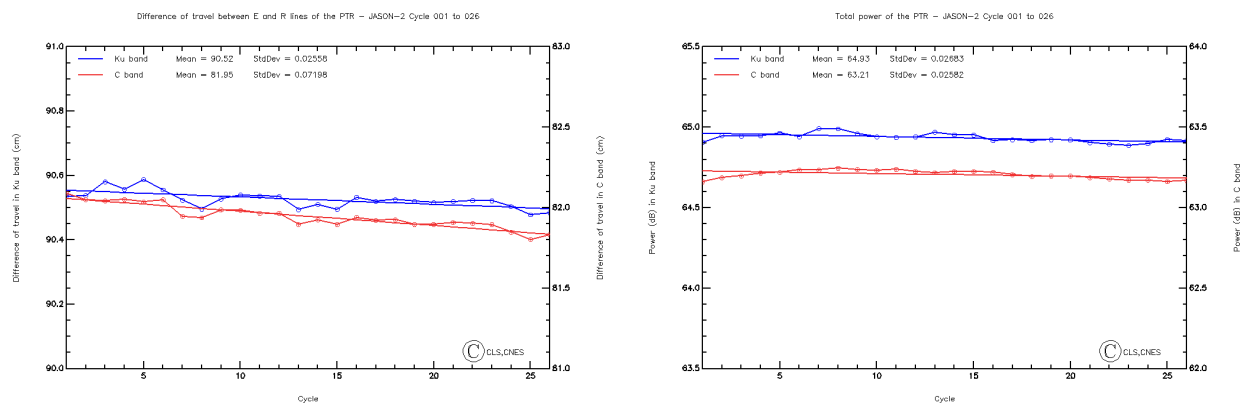 Difference of travel between E and R lines of the PTR - JASON-2 Cycle 001 to 026
91.0
90.8
90.6
90.4
90.2
90.0
Difference of travel in Ku band (cm)
Ku band Mean = 90.52 StdDev = 0.02558
C band Mean = 81.95 StdDev = 0.07198
83.0
82.5
82.0
81.5
81.0
Difference of travel in C band (cm)
C CLS,CNES
5 10 15 20 25
Cycle
Total power of the PTR - JASON-2 Cycle 001 to 026
65.5
65.0
64.5
64.0
63.5
Power (dB) in Ku band
Ku band Mean = 64.93 StdDev = 0.02683
C band Mean = 63.21 StdDev = 0.02582
64.0
63.5
63.0
62.5
62.0
Power (dB) in C band
C CLS,CNES
5 10 15 20 25
Cycle